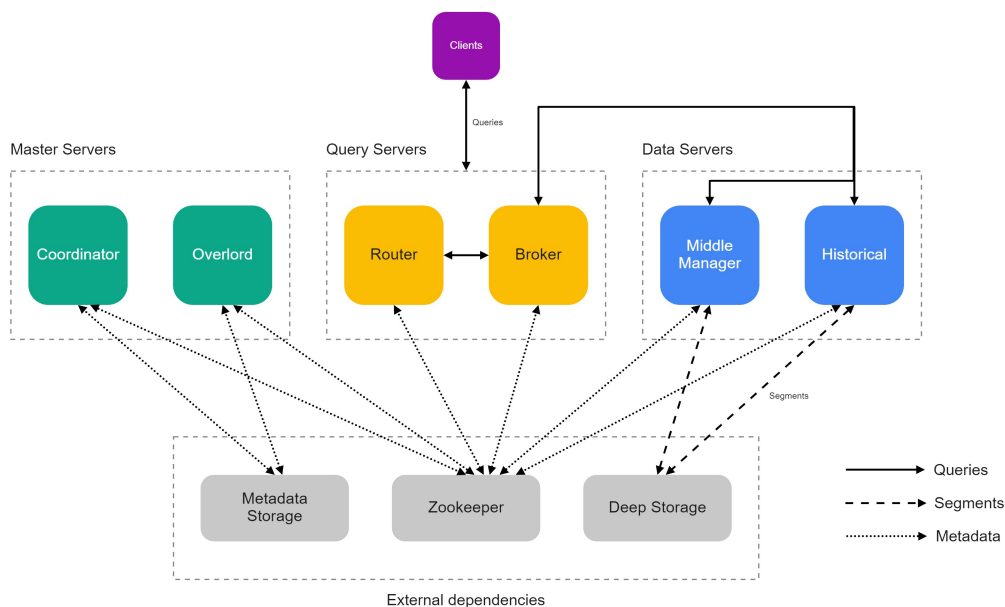 Clients
Queries
Master Servers
Query Servers
Data Servers
Coordinator
Overlord
Router
Broker
Middle
Manager
Historical
Segments
Metadata
Storage
Zookeeper
Deep Storage
Queries
Segments
Metadata
External dependencies